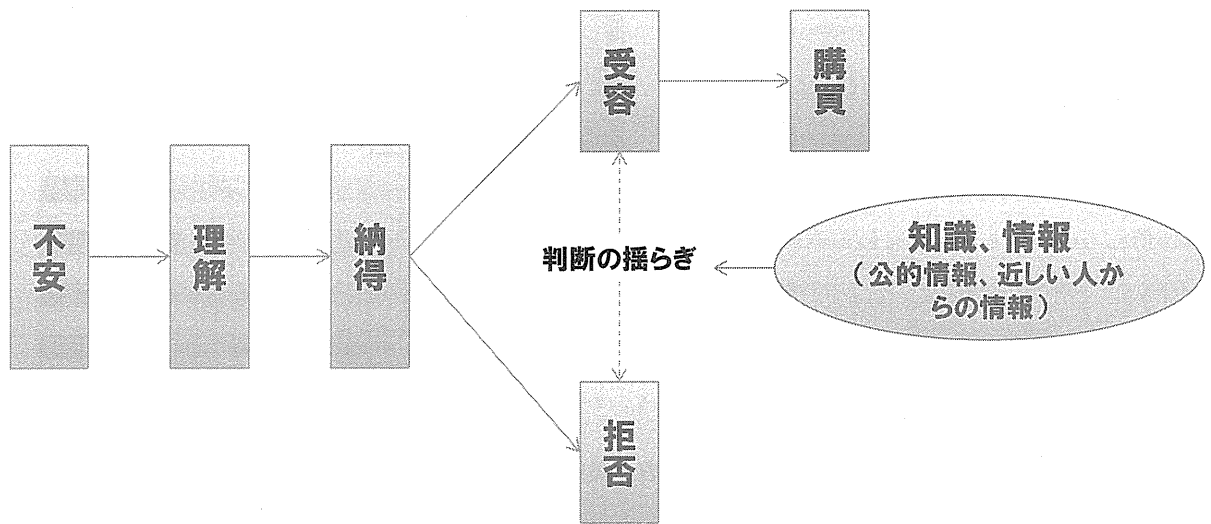 不安
理解
納得
受容
購買
判断の揺らぎ
知識、情報
（公的情報、近しい人か
らの情報）
拒否